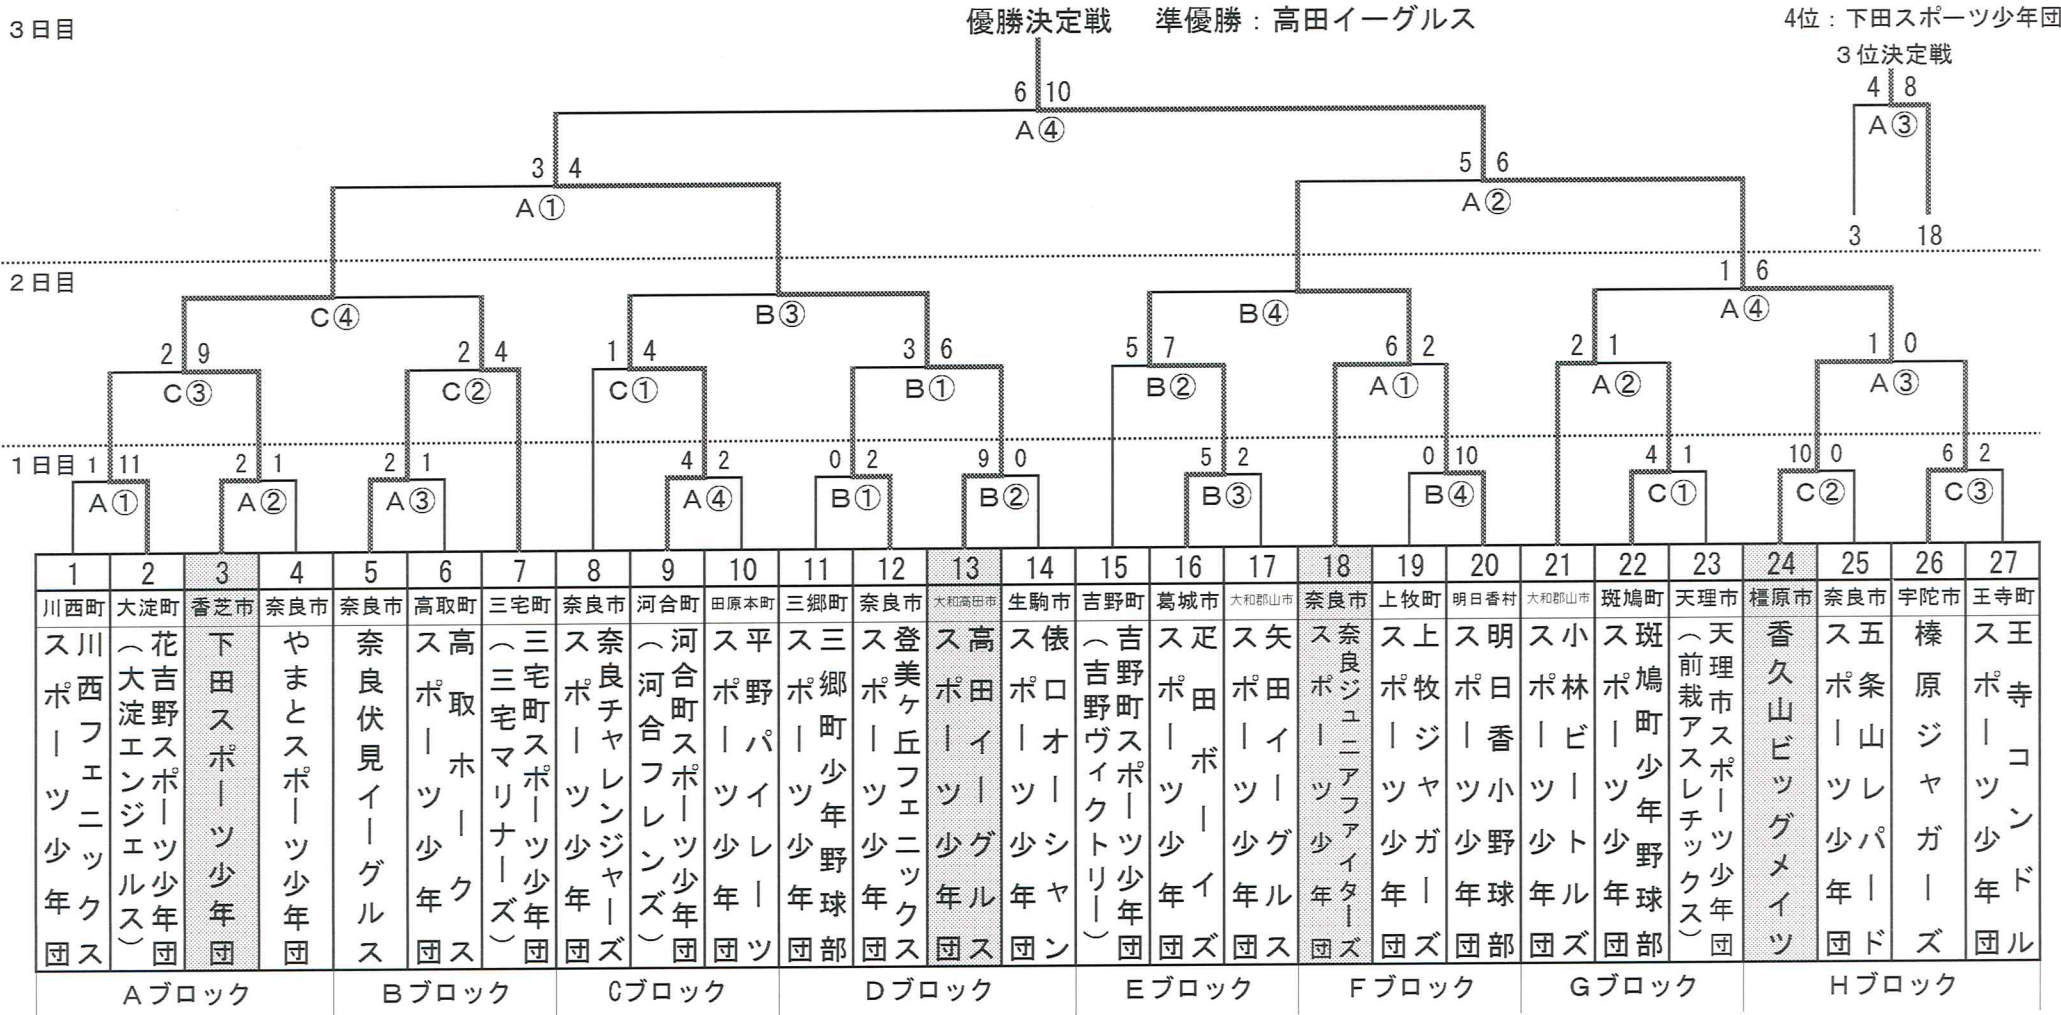 3日目
優勝決定戦 準優勝：高田イーグルス
4位：下田スポーツ少年団
3位決定戦
6 10
A④
4 8
A③
3 18
3 4
A①
5 6
A②
2日目
C④
B③
B④
1 6
A④
2 9
C③
2 4
C②
1 4
C①
3 6
B①
5 7
B②
6 2
A①
2 1
A②
1 0
A③
1日目
1 11
A①
2 1
A②
2 1
A③
4 2
A④
0 2
B①
9 0
B②
5 2
B③
0 10
B④
4 1
C①
10 0
C②
6 2
C③
1 2 3 4 5 6 7 8 9 10 11 12 13 14 15 16 17 18 19 20 21 22 23 24 25 26 27
川西町 大淀町 香芝市 奈良市 奈良市 高取町 三宅町 奈良市 河合町 田原本町 三郷町 奈良市 大和高田市 生駒市 吉野町 葛城市 大和郡山市 奈良市 上牧町 明日香村 大和郡山市 斑鳩町 天理市 橿原市 奈良市 宇陀市 王寺町
川西フェニックス
スポーツ少年団
花吉野スポーツ少年団
（大淀エンジェルス）
下田スポーツ少年団
やまとスポーツ少年団
奈良伏見イーグルス
高取ホークス
スポーツ少年団
三宅町スポーツ少年団
（三宅マリナーズ）
奈良チャレンジャーズ
スポーツ少年団
河合町スポーツ少年団
（河合フレンズ）
平野パイレーツ
スポーツ少年団
三郷町少年野球部
スポーツ少年団
登美ヶ丘フェニックス
スポーツ少年団
高田イーグルス
スポーツ少年団
俵口オーシャン
スポーツ少年団
吉野町スポーツ少年団
（吉野ヴィクトリー）
疋田ボーイズ
スポーツ少年団
矢田イーグルス
スポーツ少年団
奈良ジュニアファイターズ
スポーツ少年団
上牧ジャガーズ
スポーツ少年団
明日香小野球部
スポーツ少年団
小林ビートルズ
スポーツ少年団
斑鳩町少年野球部
スポーツ少年団
天理市スポーツ少年団
（前栽アスレチックス）
香久山ビッグメイツ
五条山レパード
スポーツ少年団
榛原ジャガーズ
王寺コンドル
スポーツ少年団
Aブロック Bブロック Cブロック Dブロック Eブロック Fブロック Gブロック Hブロック